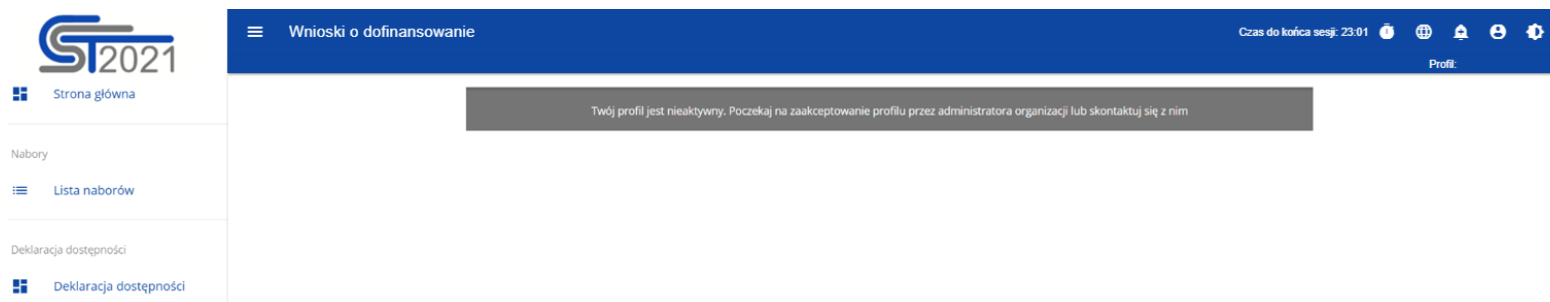 ST2021
Wnioski o dofinansowanie
Czas do końca sesji: 23:01
Profil:
Strona główna
Twój profil jest nieaktywny. Poczekaj na zaakceptowanie profilu przez administratora organizacji lub skontaktuj się z nim
Nabory
Lista naborów
Deklaracja dostępności
Deklaracja dostępności